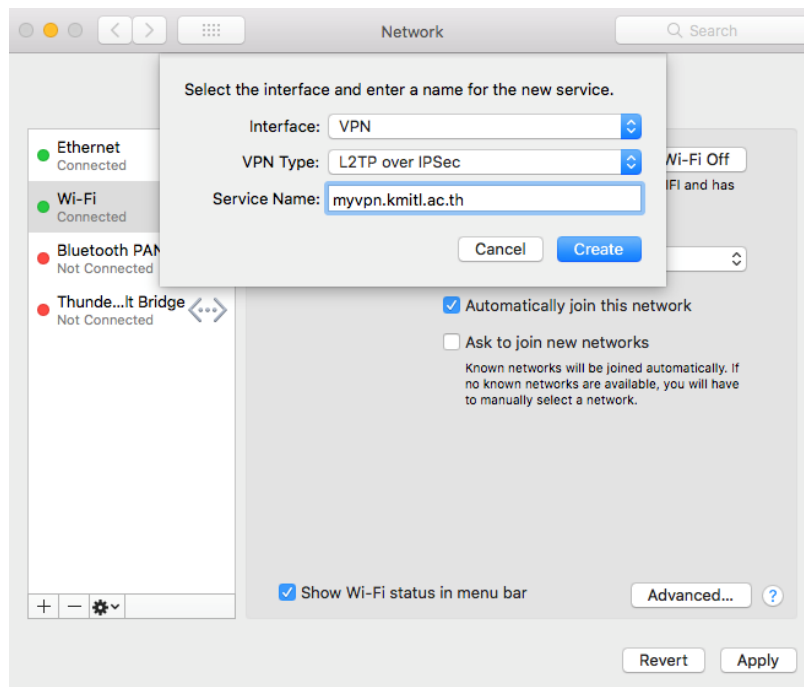 Network
Search
Select the interface and enter a name for the new service.
Interface: VPN
VPN Type: L2TP over IPSec
Service Name: myvpn.kmitl.ac.th
Cancel Create
Ethernet
Connected
Wi-Fi
Connected
Bluetooth PAN
Not Connected
Thunde...lt Bridge
Not Connected
Wi-Fi Off
IFI and has
Automatically join this network
Ask to join new networks
Known networks will be joined automatically. If
no known networks are available, you will have
to manually select a network.
Show Wi-Fi status in menu bar
Advanced... ?
Revert Apply